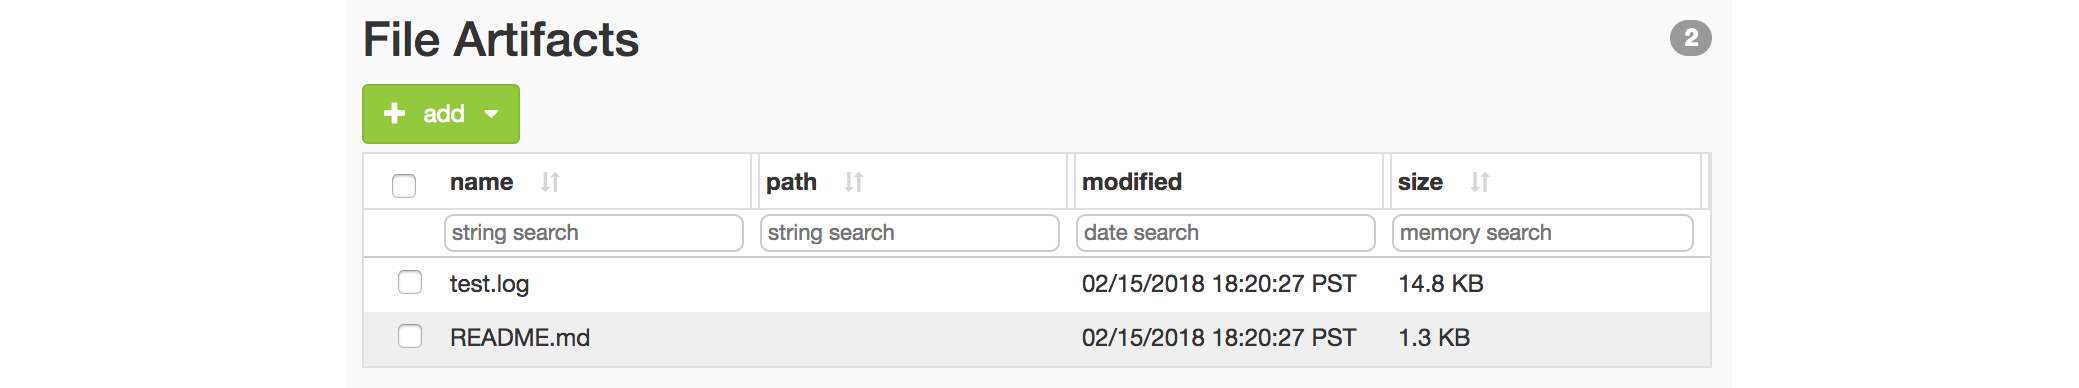 File Artifacts 2
add
name path modified size
string search string search date search memory search
test.log 02/15/2018 18:20:27 PST 14.8 KB
README.md 02/15/2018 18:20:27 PST 1.3 KB